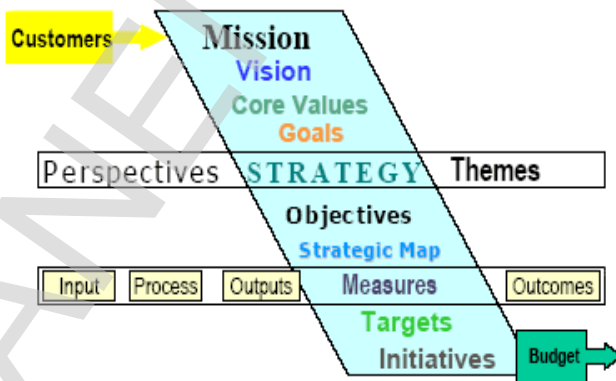 Customers Mission
Vision
Core Values
Goals
Perspectives STRATEGY Themes
Objectives
Strategic Map
Input Process Outputs Measures Outcomes
Targets
Initiatives Budget